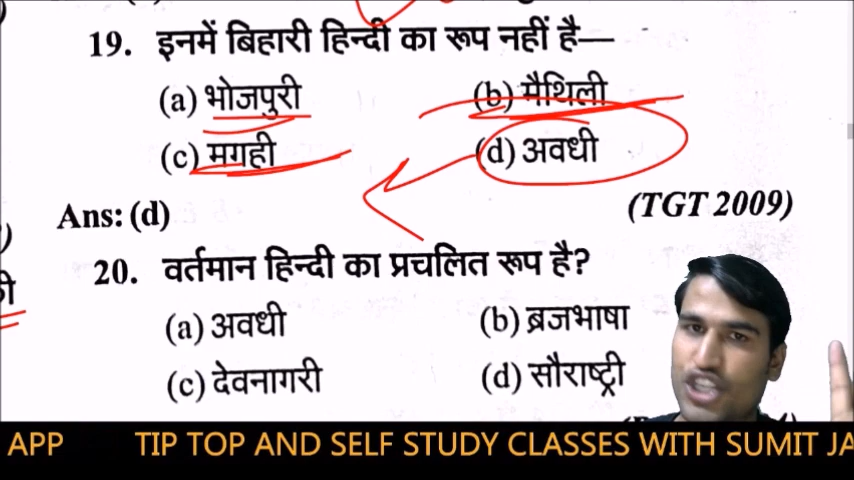 19. इनमें बिहारी हिन्दी का रूप नहीं है—
(a) भोजपुरी (b) मैथिली
(c) मगही (d) अवधी
Ans: (d) (TGT 2009)
20. वर्तमान हिन्दी का प्रचलित रूप है?
(a) अवधी (b) ब्रजभाषा
(c) देवनागरी (d) सौराष्ट्री
APP TIP TOP AND SELF STUDY CLASSES WITH SUMIT JA